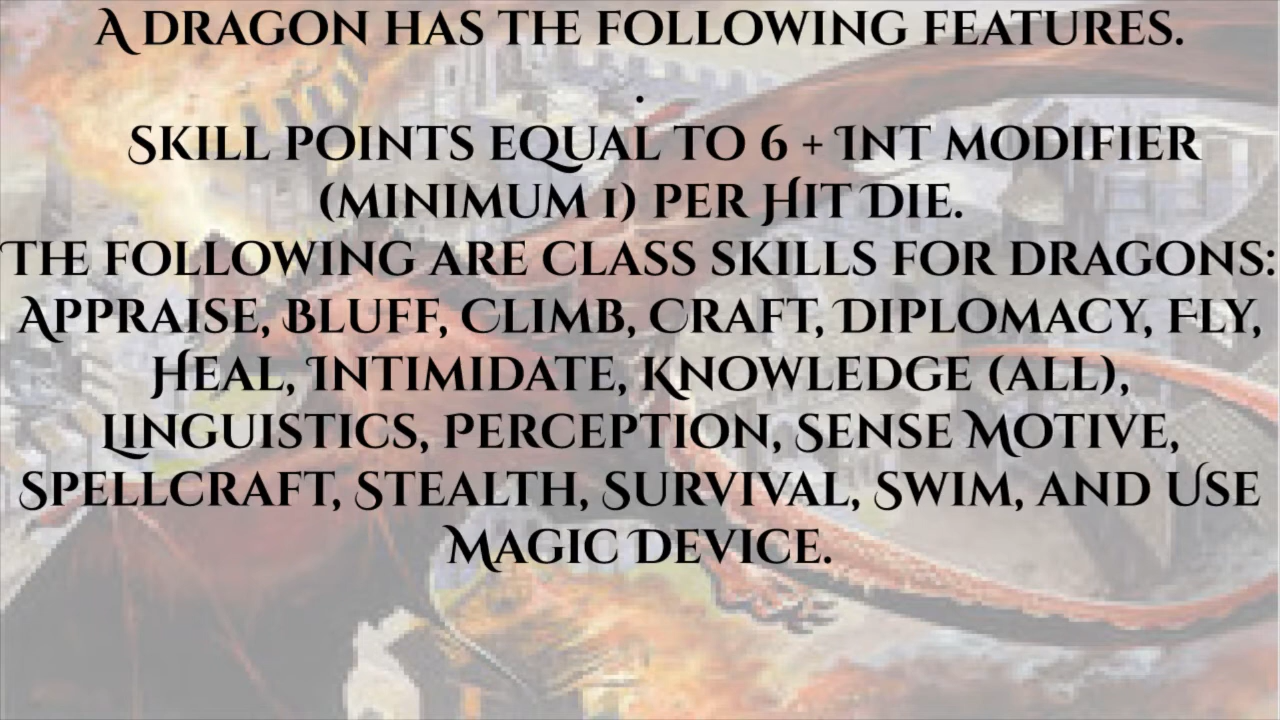 A dragon has the following features.
.
Skill points equal to 6 + Int modifier
(minimum 1) per Hit Die.
The following are class skills for dragons:
Appraise, Bluff, Climb, Craft, Diplomacy, Fly,
Heal, Intimidate, Knowledge (all),
Linguistics, Perception, Sense Motive,
Spellcraft, Stealth, Survival, Swim, and Use
Magic Device.